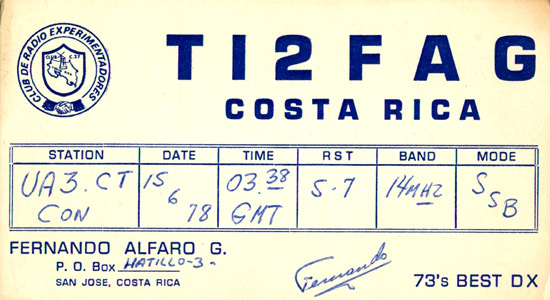 CLUB DE RADIO EXPERIMENTADORES
TI2FAG
COSTA RICA
STATION DATE TIME RST BAND MODE
UA3.CT 15 03.38 5-7 14MHZ S
CON 6 GMT S
78 B
FERNANDO ALFARO G.
P. O. Box HATILLO-3-
SAN JOSE, COSTA RICA
Fernando
73's BEST DX